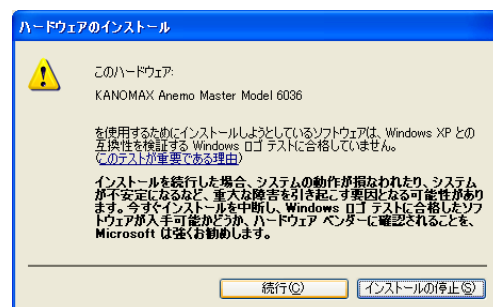 ハードウェアのインストール
このハードウェア:
KANOMAX Anemo Master Model 6036
を使用するためにインストールしようとしているソフトウェアは、Windows XP との
互換性を検証する Windows ロゴ テストに合格していません。
(このテストが重要である理由)
インストールを続行した場合、システムの動作が損なわれたり、システム
が不安定になるなど、重大な障害を引き起こす要因となる可能性があり
ます。今すぐインストールを中断し、Windows ロゴ テストに合格したソフ
トウェアが入手可能かどうか、ハードウェア ベンダーに確認されることを、
Microsoft は強くお勧めします。
続行(C)
インストールの停止(S)